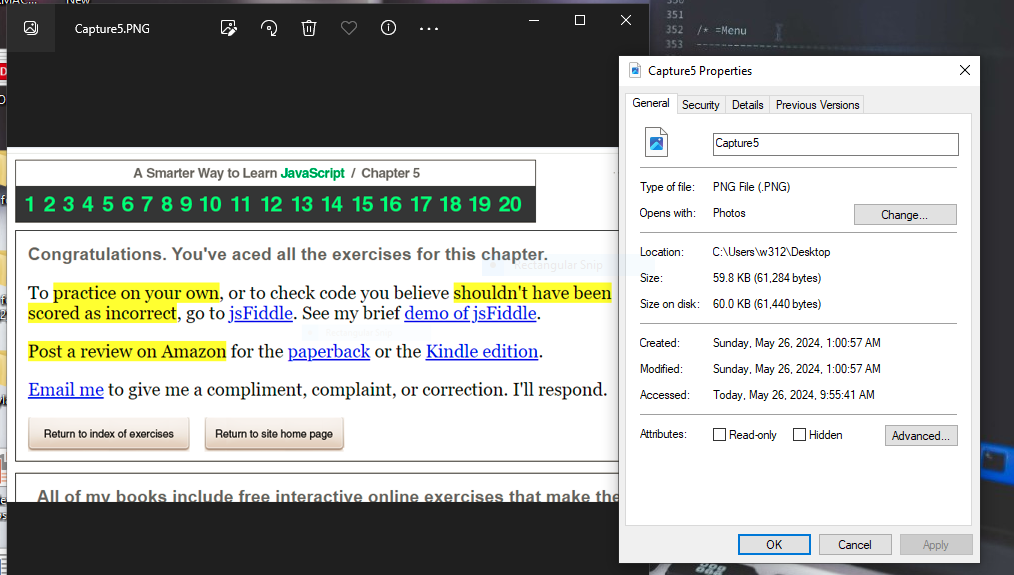 New
Capture5.PNG
351
352 /* =Menu
353 --------------------
A Smarter Way to Learn JavaScript / Chapter 5
1 2 3 4 5 6 7 8 9 10 11 12 13 14 15 16 17 18 19 20
Congratulations. You've aced all the exercises for this chapter.
Rectangular Snip
To practice on your own, or to check code you believe shouldn't have been
scored as incorrect, go to jsFiddle. See my brief demo of jsFiddle.
Post a review on Amazon for the paperback or the Kindle edition.
Email me to give me a compliment, complaint, or correction. I'll respond.
Return to index of exercises
Return to site home page
All of my books include free interactive online exercises that make the
Capture5 Properties
General
Security
Details
Previous Versions
Capture5
Type of file: PNG File (.PNG)
Opens with: Photos
Change...
Location: C:\Users\w312\Desktop
Size: 59.8 KB (61,284 bytes)
Size on disk: 60.0 KB (61,440 bytes)
Created: Sunday, May 26, 2024, 1:00:57 AM
Modified: Sunday, May 26, 2024, 1:00:57 AM
Accessed: Today, May 26, 2024, 9:55:41 AM
Attributes: Read-only Hidden
Advanced...
OK
Cancel
Apply